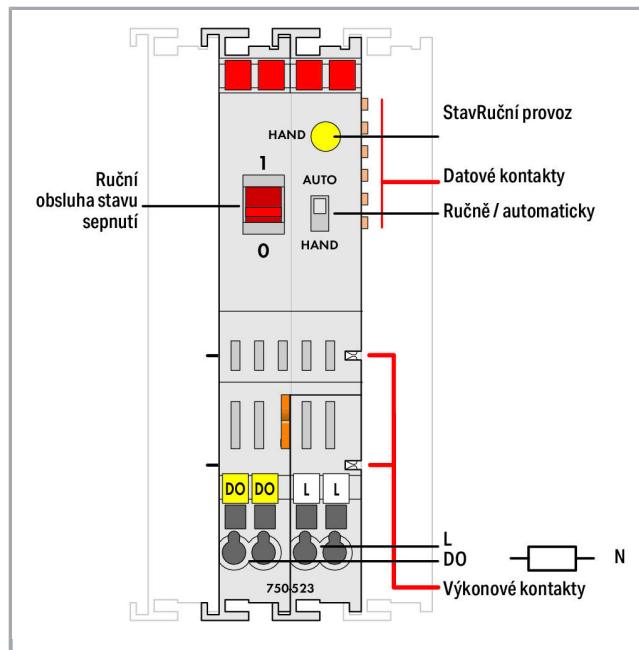 StavRuční provoz
HAND
1
AUTO
Datové kontakty
Ruční
obsluha stavu
sepnutí
Ručně / automaticky
0
HAND
DO DO L L
L
DO
N
750-523
Výkonové kontakty